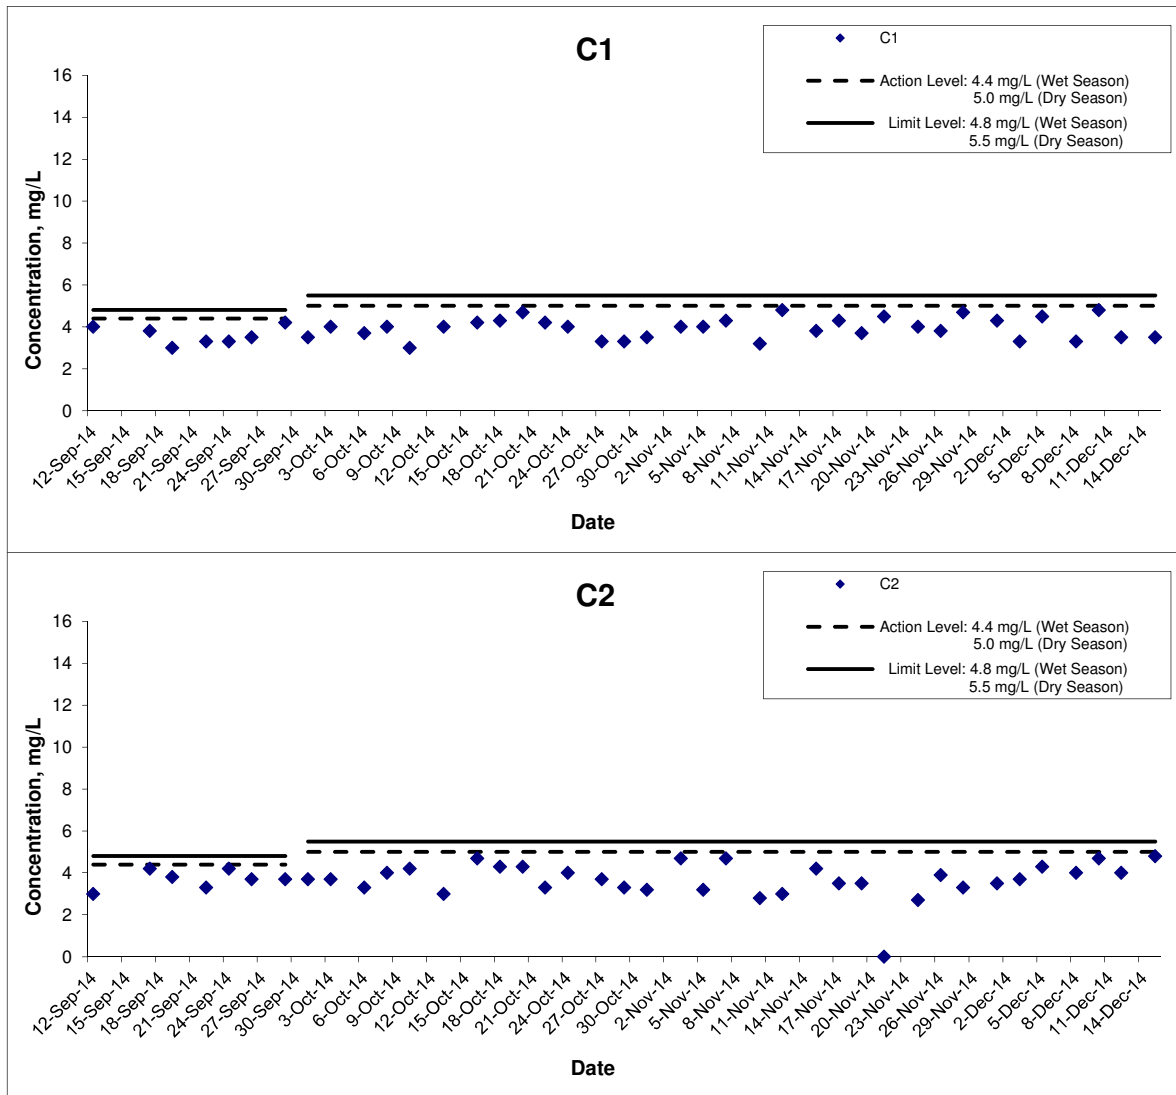 C1
C1
Action Level: 4.4 mg/L (Wet Season)
5.0 mg/L (Dry Season)
Limit Level: 4.8 mg/L (Wet Season)
5.5 mg/L (Dry Season)
Concentration, mg/L
16
14
12
10
8
6
4
2
0
12-Sep-14
15-Sep-14
18-Sep-14
21-Sep-14
24-Sep-14
27-Sep-14
30-Sep-14
3-Oct-14
6-Oct-14
9-Oct-14
12-Oct-14
15-Oct-14
18-Oct-14
21-Oct-14
24-Oct-14
27-Oct-14
30-Oct-14
2-Nov-14
5-Nov-14
8-Nov-14
11-Nov-14
14-Nov-14
17-Nov-14
20-Nov-14
23-Nov-14
26-Nov-14
29-Nov-14
2-Dec-14
5-Dec-14
8-Dec-14
11-Dec-14
14-Dec-14
Date
C2
C2
Action Level: 4.4 mg/L (Wet Season)
5.0 mg/L (Dry Season)
Limit Level: 4.8 mg/L (Wet Season)
5.5 mg/L (Dry Season)
Concentration, mg/L
16
14
12
10
8
6
4
2
0
12-Sep-14
15-Sep-14
18-Sep-14
21-Sep-14
24-Sep-14
27-Sep-14
30-Sep-14
3-Oct-14
6-Oct-14
9-Oct-14
12-Oct-14
15-Oct-14
18-Oct-14
21-Oct-14
24-Oct-14
27-Oct-14
30-Oct-14
2-Nov-14
5-Nov-14
8-Nov-14
11-Nov-14
14-Nov-14
17-Nov-14
20-Nov-14
23-Nov-14
26-Nov-14
29-Nov-14
2-Dec-14
5-Dec-14
8-Dec-14
11-Dec-14
14-Dec-14
Date